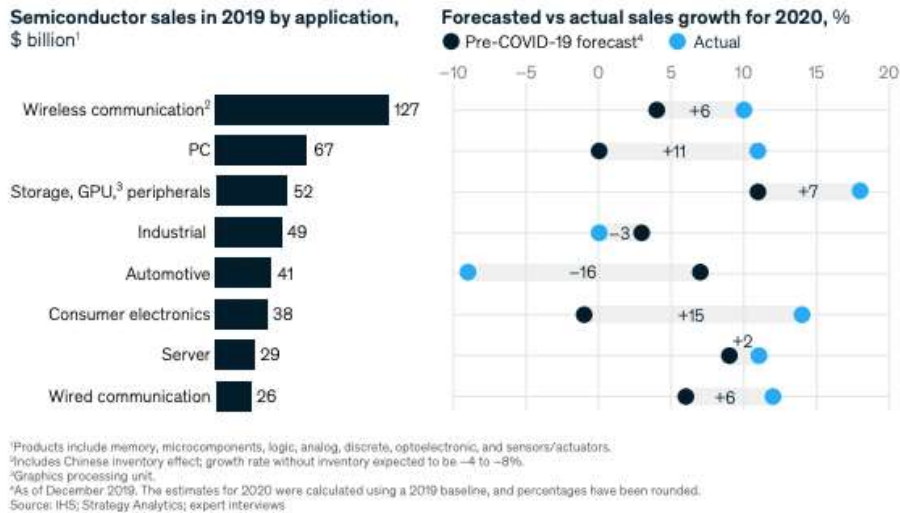 Semiconductor sales in 2019 by application,
$ billion¹
Forecasted vs actual sales growth for 2020, %
Pre-COVID-19 forecast⁴ Actual
−10 −5 0 5 10 15 20
Wireless communication² 127 +6
PC 67 +11
Storage, GPU,³ peripherals 52 +7
Industrial 49 −3
Automotive 41 −16
Consumer electronics 38 +15
Server 29 +2
Wired communication 26 +6
¹Products include memory, microcomponents, logic, analog, discrete, optoelectronic, and sensors/actuators.
²Includes Chinese inventory effect; growth rate without inventory expected to be −4 to −8%.
³Graphics processing unit.
⁴As of December 2019. The estimates for 2020 were calculated using a 2019 baseline, and percentages have been rounded.
Source: IHS; Strategy Analytics; expert interviews